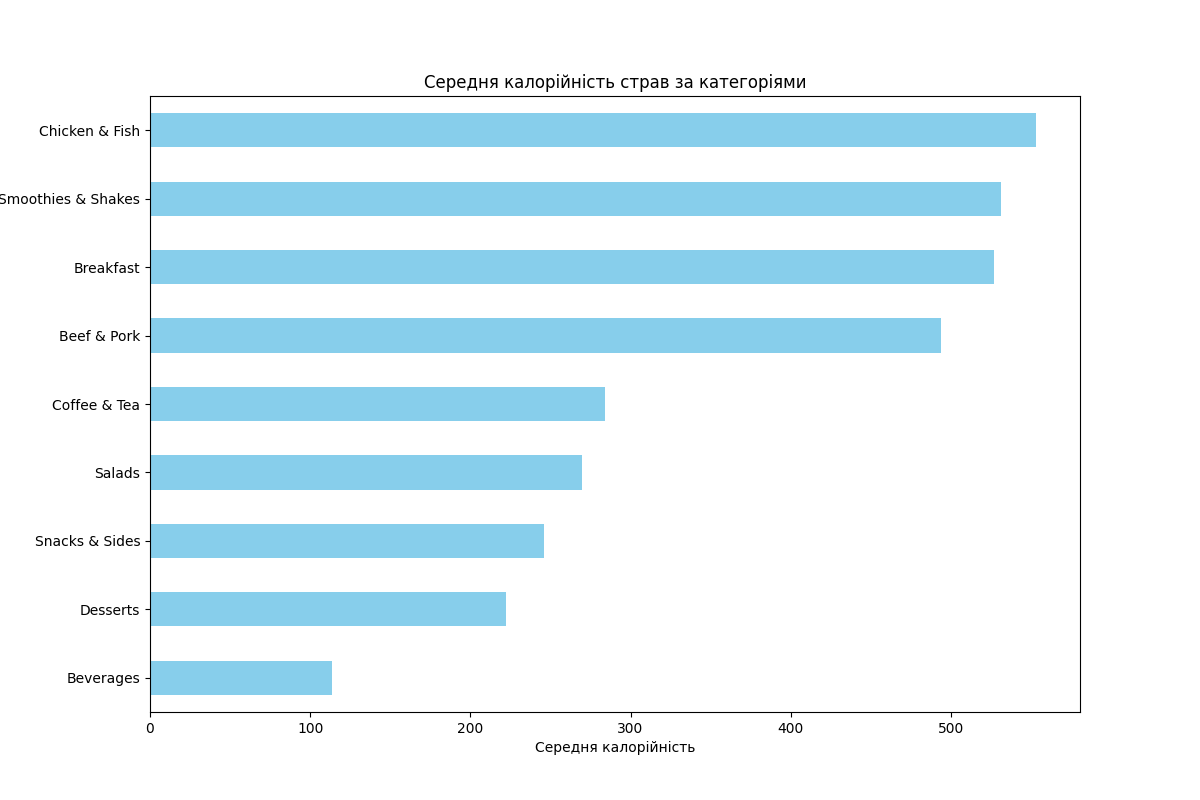 Середня калорійність страв за категоріями
Chicken & Fish
Smoothies & Shakes
Breakfast
Beef & Pork
Coffee & Tea
Salads
Snacks & Sides
Desserts
Beverages
0 100 200 300 400 500
Середня калорійність